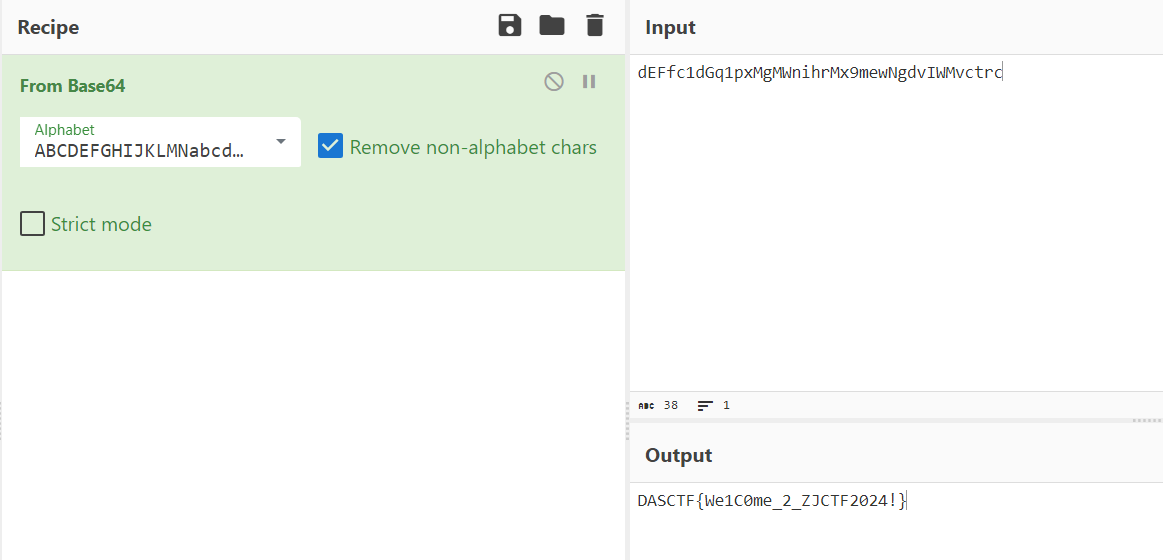 Recipe
Input
From Base64
Alphabet
ABCDEFGHIJKLMNabcd…
Remove non-alphabet chars
Strict mode
dEFfc1dGq1pxMgMWnihrMx9mewNgdvIWMvctrc
ABC 38 1
Output
DASCTF{We1C0me_2_ZJCTF2024!}